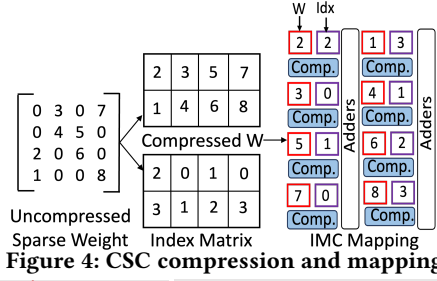 W Idx
2 2 1 3
Comp. Comp.
3 0 4 1
Comp. Comp.
5 1 6 2
Comp. Comp.
7 0 8 3
Comp. Comp.
Adders
Adders
2 3 5 7
1 4 6 8
Compressed W
0 3 0 7
0 4 5 0
2 0 6 0
1 0 0 8
2 0 1 0
3 1 2 3
Uncompressed
Sparse Weight
Index Matrix
IMC Mapping
Figure 4: CSC compression and mapping